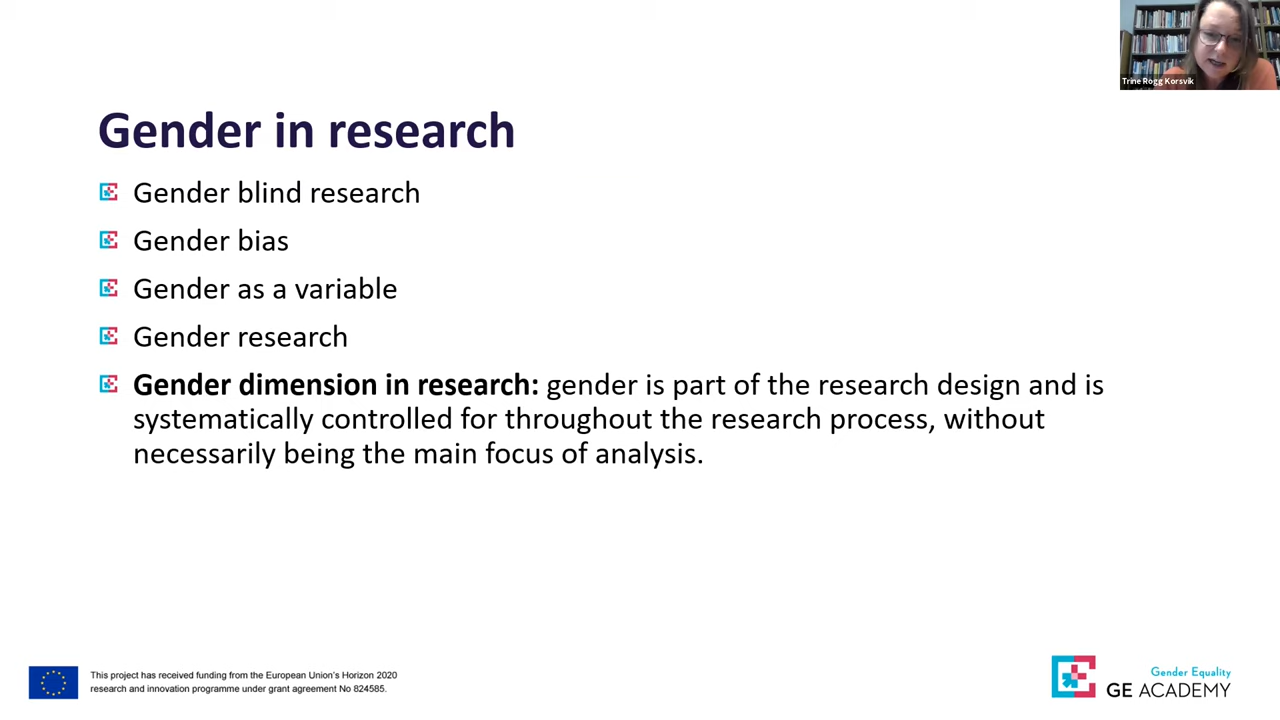 Trine Rogg Korsvik
Gender in research
Gender blind research
Gender bias
Gender as a variable
Gender research
Gender dimension in research: gender is part of the research design and is
systematically controlled for throughout the research process, without
necessarily being the main focus of analysis.
This project has received funding from the European Union's Horizon 2020
research and innovation programme under grant agreement No 824585.
Gender Equality
GE ACADEMY